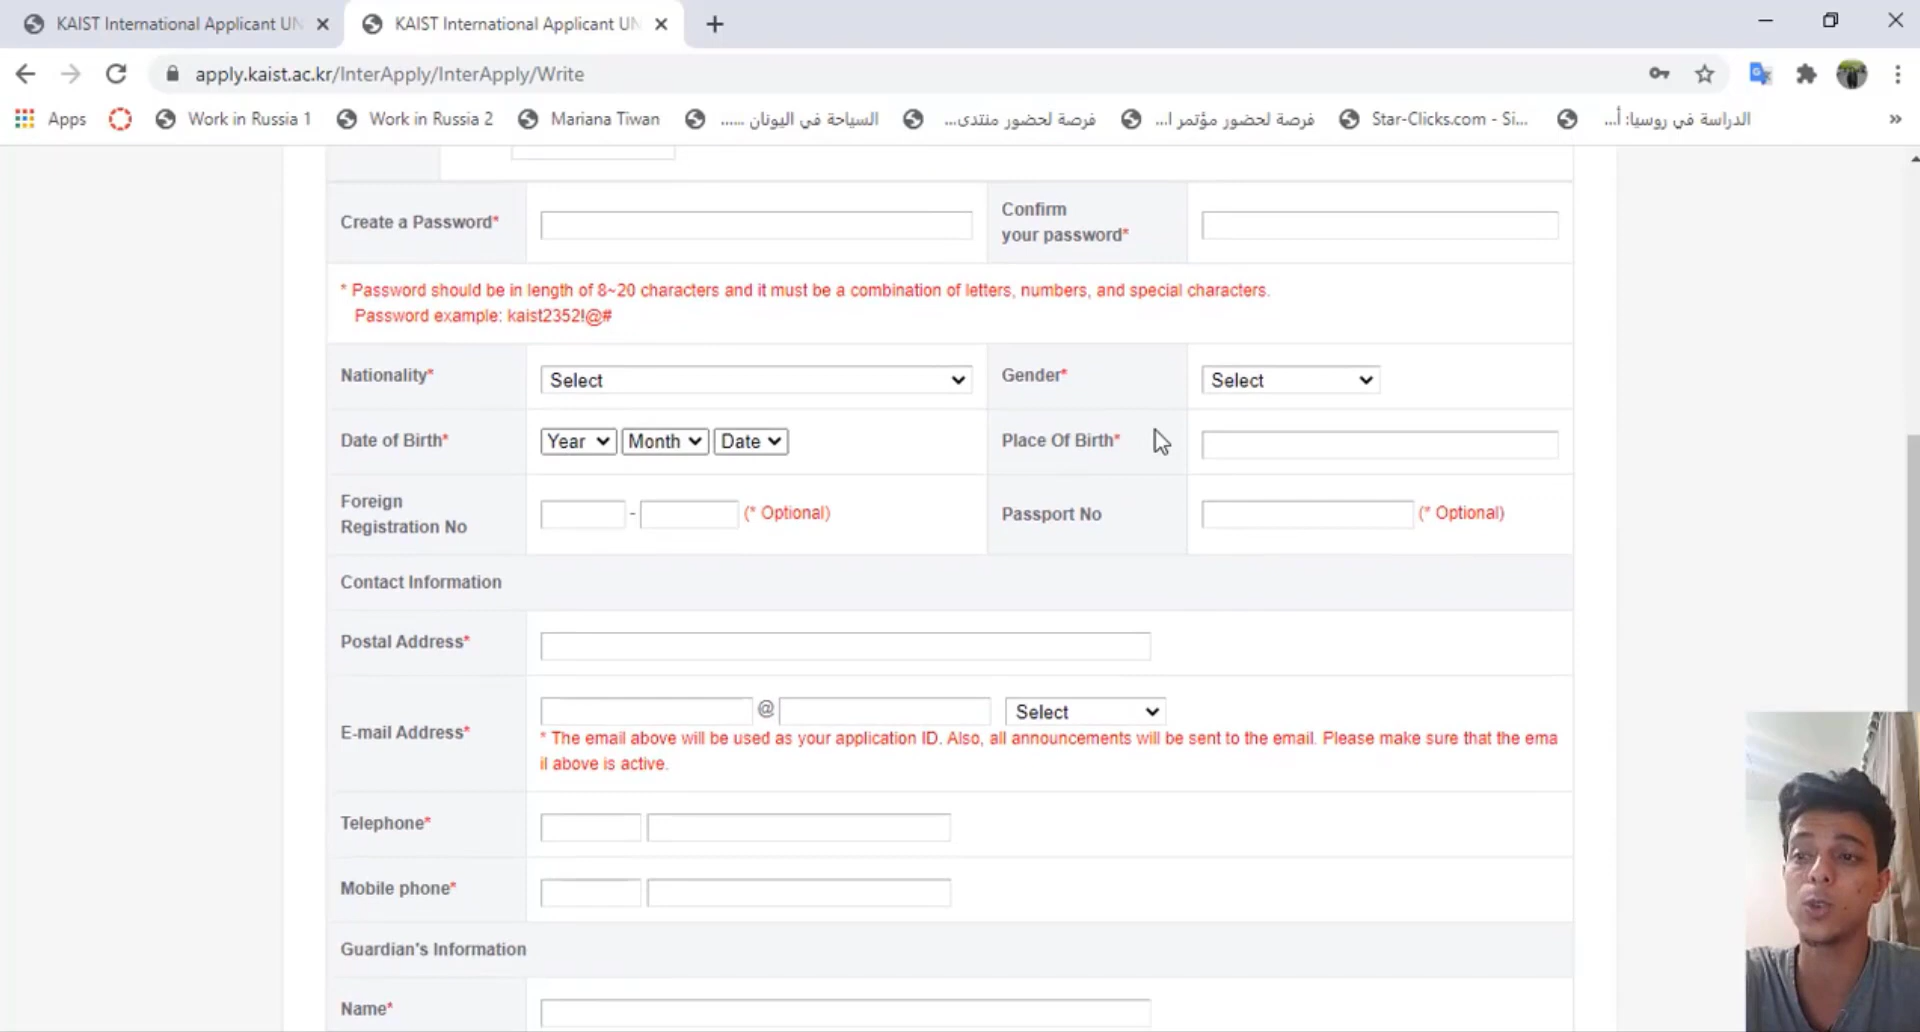 KAIST International Applicant UN
KAIST International Applicant UN
apply.kaist.ac.kr/InterApply/InterApply/Write
Apps
Work in Russia 1
Work in Russia 2
Mariana Tiwan
السياحة في اليونان ......
فرصة لحضور منتدى...
فرصة لحضور مؤتمر ا...
Star-Clicks.com - Si...
الدراسة في روسيا: أ...
Create a Password*
Confirm
your password*
* Password should be in length of 8~20 characters and it must be a combination of letters, numbers, and special characters.
Password example: kaist2352!@#
Nationality*
Select
Gender*
Select
Date of Birth*
Year
Month
Date
Place Of Birth*
Foreign
Registration No
-
(* Optional)
Passport No
(* Optional)
Contact Information
Postal Address*
E-mail Address*
@
Select
* The email above will be used as your application ID. Also, all announcements will be sent to the email. Please make sure that the ema
il above is active.
Telephone*
Mobile phone*
Guardian's Information
Name*